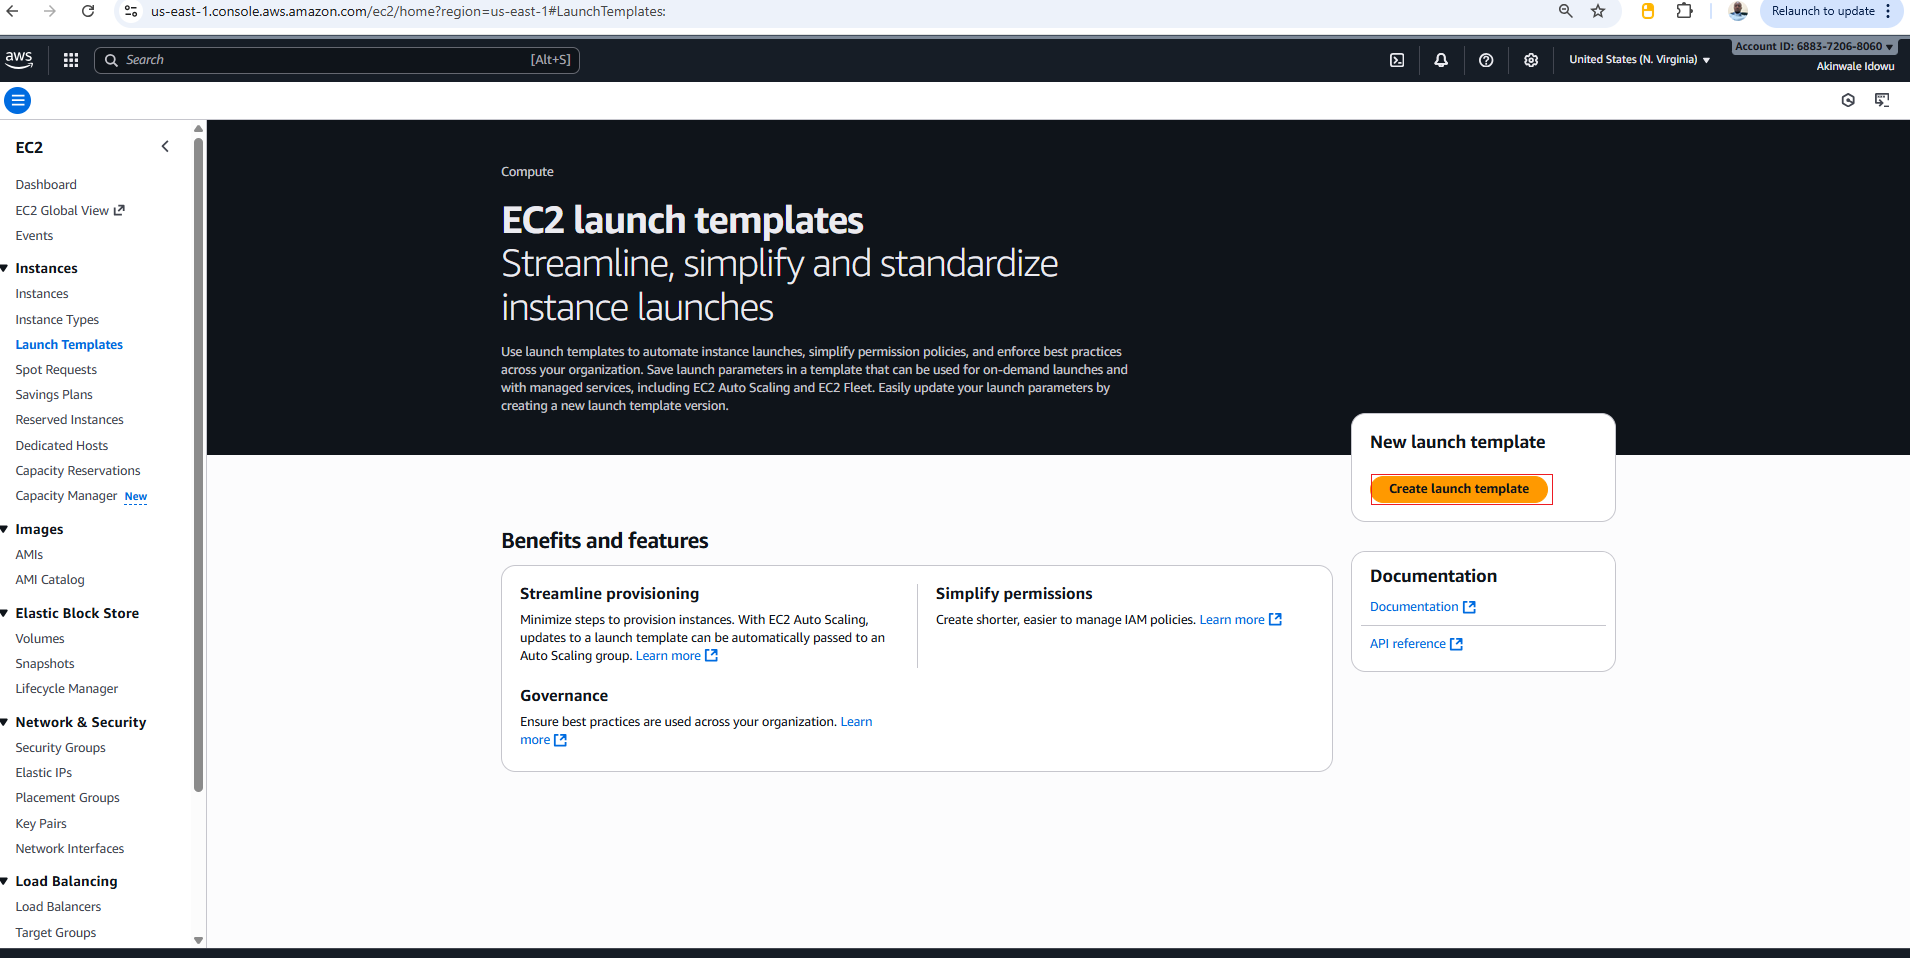 us-east-1.console.aws.amazon.com/ec2/home?region=us-east-1#LaunchTemplates:
Relaunch to update
aws
Search
[Alt+S]
United States (N. Virginia)
Account ID: 6883-7206-8060
Akinwale Idowu
EC2
Dashboard
EC2 Global View
Events
Instances
Instances
Instance Types
Launch Templates
Spot Requests
Savings Plans
Reserved Instances
Dedicated Hosts
Capacity Reservations
Capacity Manager New
Images
AMIs
AMI Catalog
Elastic Block Store
Volumes
Snapshots
Lifecycle Manager
Network & Security
Security Groups
Elastic IPs
Placement Groups
Key Pairs
Network Interfaces
Load Balancing
Load Balancers
Target Groups
Compute
EC2 launch templates
Streamline, simplify and standardize
instance launches
Use launch templates to automate instance launches, simplify permission policies, and enforce best practices
across your organization. Save launch parameters in a template that can be used for on-demand launches and
with managed services, including EC2 Auto Scaling and EC2 Fleet. Easily update your launch parameters by
creating a new launch template version.
New launch template
Create launch template
Benefits and features
Streamline provisioning
Minimize steps to provision instances. With EC2 Auto Scaling,
updates to a launch template can be automatically passed to an
Auto Scaling group. Learn more
Simplify permissions
Create shorter, easier to manage IAM policies. Learn more
Governance
Ensure best practices are used across your organization. Learn
more
Documentation
Documentation
API reference